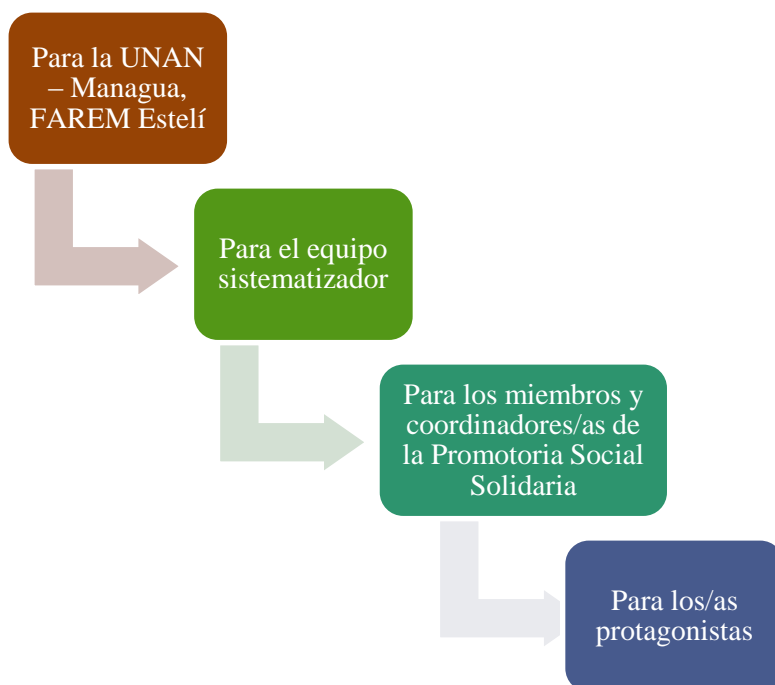 Para la UNAN
– Managua,
FAREM Estelí
Para el equipo
sistematizador
Para los miembros y
coordinadores/as de
la Promotoria Social
Solidaria
Para los/as
protagonistas